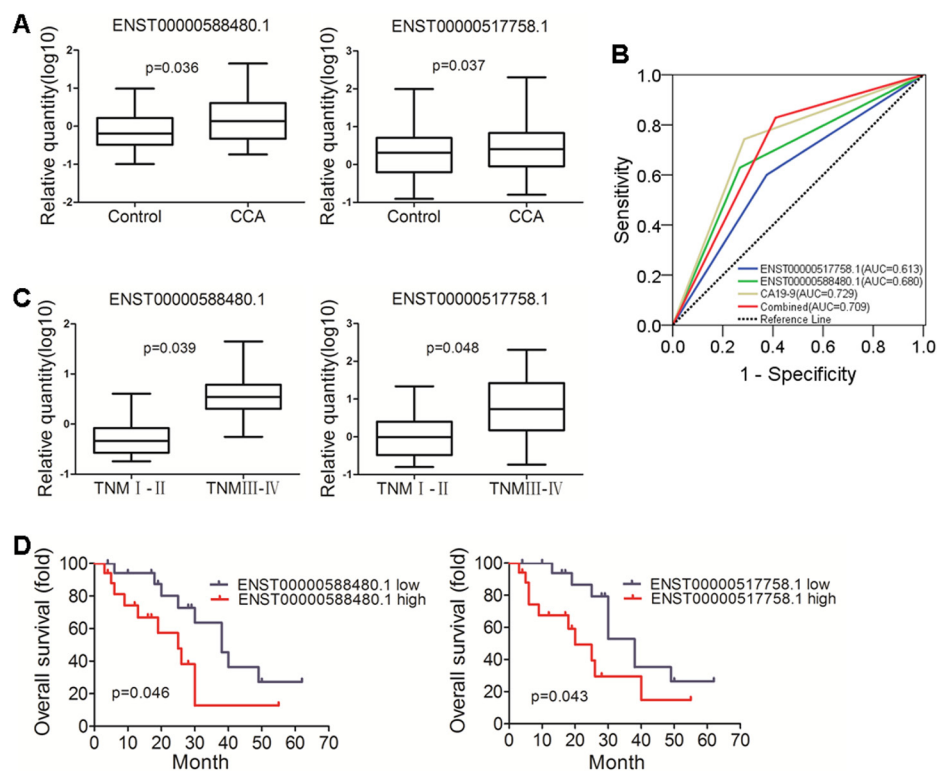 A
ENST00000588480.1
Relative quantity(log10)
2
1
0
-1
-2
p=0.036
Control
CCA
ENST00000517758.1
Relative quantity(log10)
3
2
1
0
-1
p=0.037
Control
CCA
B
Sensitivity
1.0
0.8
0.6
0.4
0.2
0.0
ENST00000517758.1(AUC=0.613)
ENST00000588480.1(AUC=0.680)
CA19-9(AUC=0.729)
Combined(AUC=0.709)
Reference Line
0.0 0.2 0.4 0.6 0.8 1.0
1 - Specificity
C
ENST00000588480.1
Relative quantity(log10)
2
1
0
-1
p=0.039
TNM Ⅰ-Ⅱ
TNMⅢ-Ⅳ
ENST00000517758.1
Relative quantity(log10)
3
2
1
0
-1
p=0.048
TNM Ⅰ-Ⅱ
TNMⅢ-Ⅳ
D
Overall survival (fold)
100
80
60
40
20
0
ENST00000588480.1 low
ENST00000588480.1 high
p=0.046
0 10 20 30 40 50 60 70
Month
Overall survival (fold)
100
80
60
40
20
0
ENST00000517758.1 low
ENST00000517758.1 high
p=0.043
0 10 20 30 40 50 60 70
Month